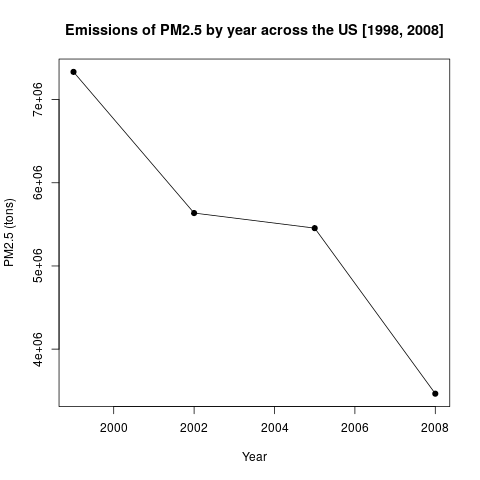 Emissions of PM2.5 by year across the US [1998, 2008]
PM2.5 (tons)
7e+06
6e+06
5e+06
4e+06
2000 2002 2004 2006 2008
Year